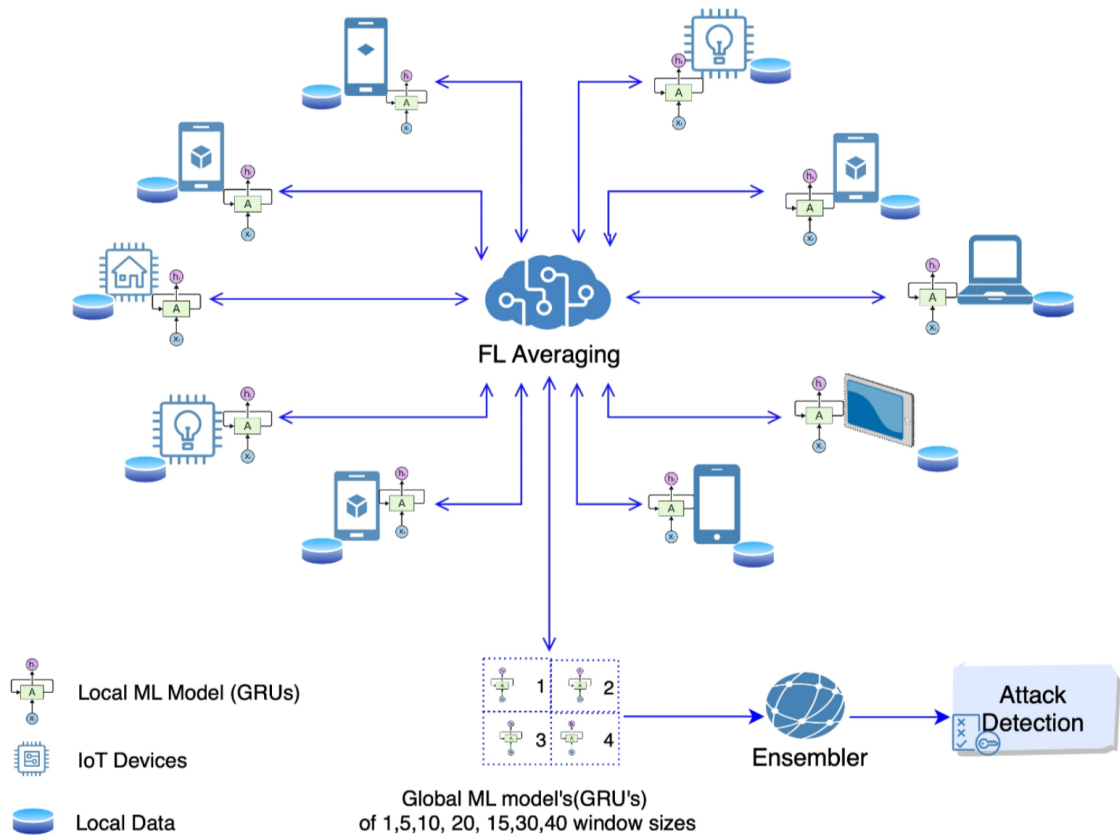 FL Averaging
1
2
3
4
Local ML Model (GRUs)
IoT Devices
Local Data
Global ML model's(GRU's)
of 1,5,10, 20, 15,30,40 window sizes
Ensembler
Attack
Detection
A